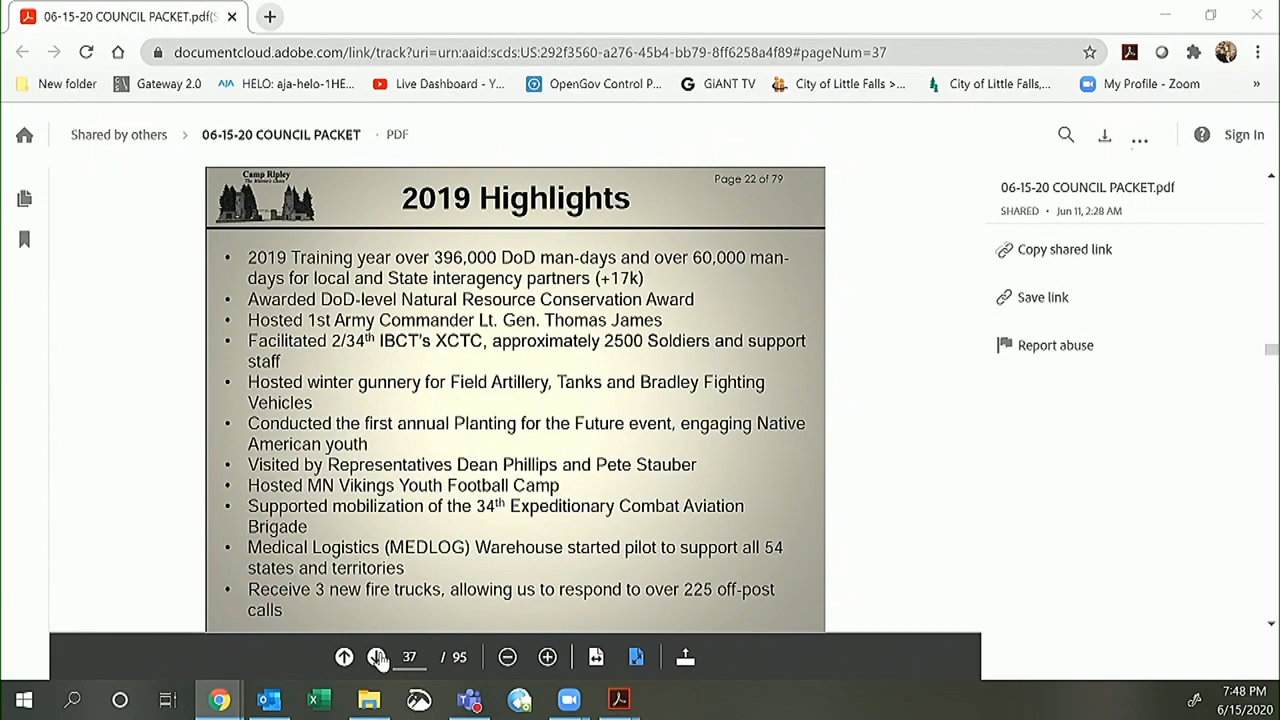 06-15-20 COUNCIL PACKET.pdf(S
documentcloud.adobe.com/link/track?uri=urn:aaid:scds:US:292f3560-a276-45b4-bb79-8ff6258a4f89#pageNum=37
New folder Gateway 2.0 AJA HELO: aja-helo-1HE... Live Dashboard - Y... OpenGov Control P... G GiANT TV City of Little Falls >... City of Little Falls,... My Profile - Zoom »
Shared by others > 06-15-20 COUNCIL PACKET · PDF Sign In
Camp Ripley
The Warrior's Choice
2019 Highlights
Page 22 of 79
• 2019 Training year over 396,000 DoD man-days and over 60,000 man-
days for local and State interagency partners (+17k)
• Awarded DoD-level Natural Resource Conservation Award
• Hosted 1st Army Commander Lt. Gen. Thomas James
• Facilitated 2/34th IBCT's XCTC, approximately 2500 Soldiers and support
staff
• Hosted winter gunnery for Field Artillery, Tanks and Bradley Fighting
Vehicles
• Conducted the first annual Planting for the Future event, engaging Native
American youth
• Visited by Representatives Dean Phillips and Pete Stauber
• Hosted MN Vikings Youth Football Camp
• Supported mobilization of the 34th Expeditionary Combat Aviation
Brigade
• Medical Logistics (MEDLOG) Warehouse started pilot to support all 54
states and territories
• Receive 3 new fire trucks, allowing us to respond to over 225 off-post
calls
06-15-20 COUNCIL PACKET.pdf
SHARED • Jun 11, 2:28 AM
Copy shared link
Save link
Report abuse
37 / 95
7:48 PM
6/15/2020